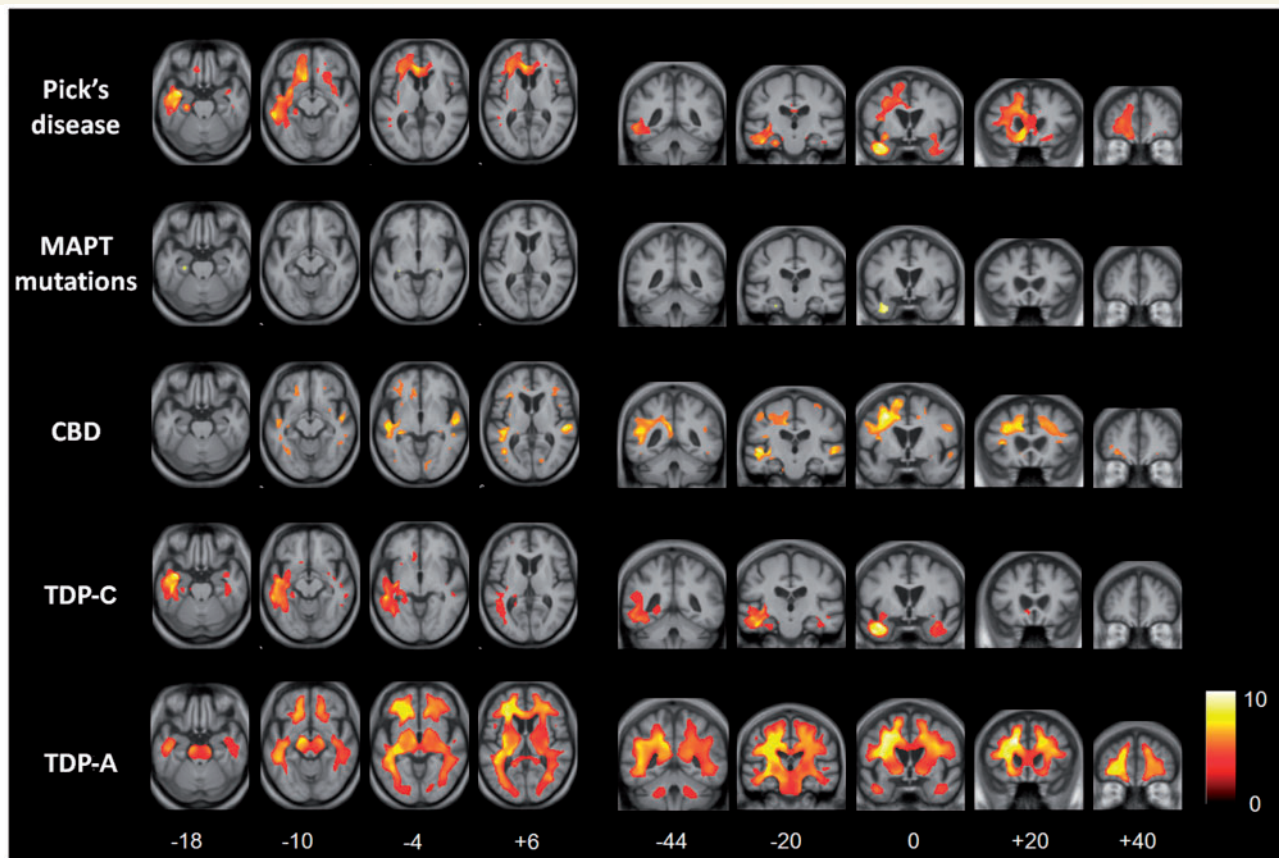 Pick's
disease
MAPT
mutations
CBD
TDP-C
TDP-A
10
0
-18 -10 -4 +6 -44 -20 0 +20 +40